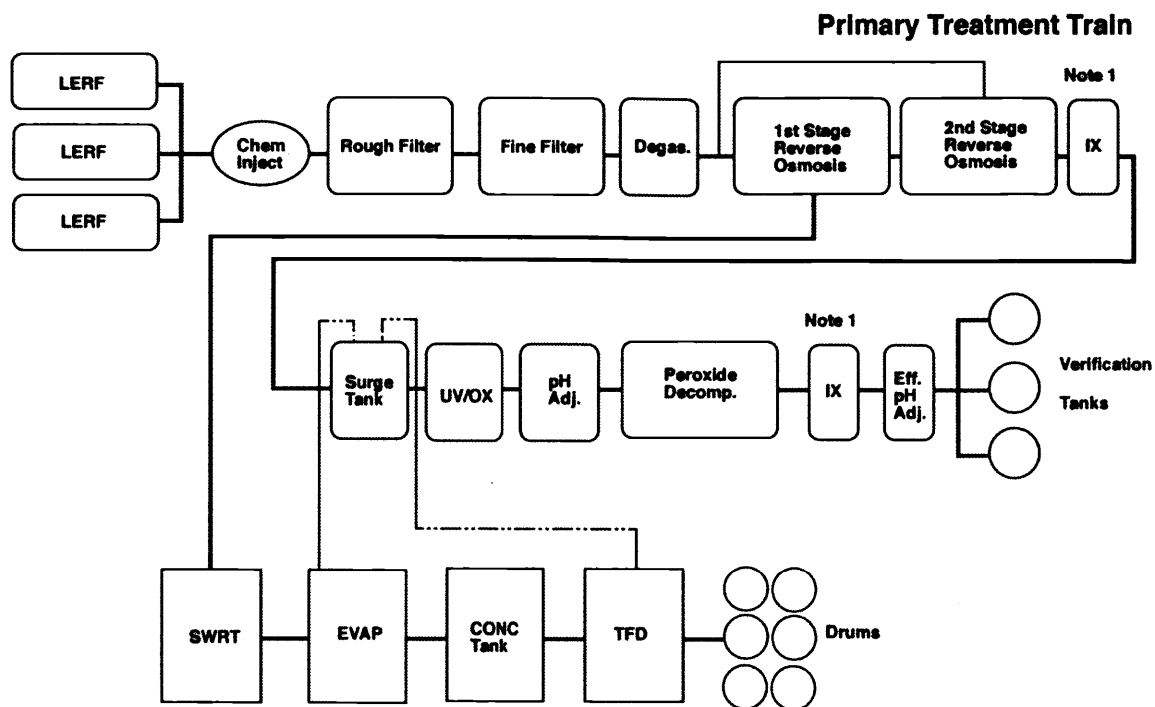 Primary Treatment Train
LERF
LERF
LERF
Chem
Inject
Rough Filter
Fine Filter
Degas.
1st Stage
Reverse
Osmosis
2nd Stage
Reverse
Osmosis
Note 1
IX
Surge
Tank
UV/OX
pH
Adj.
Peroxide
Decomp.
Note 1
IX
Eff.
pH
Adj.
Verification
Tanks
SWRT
EVAP
CONC
Tank
TFD
Drums